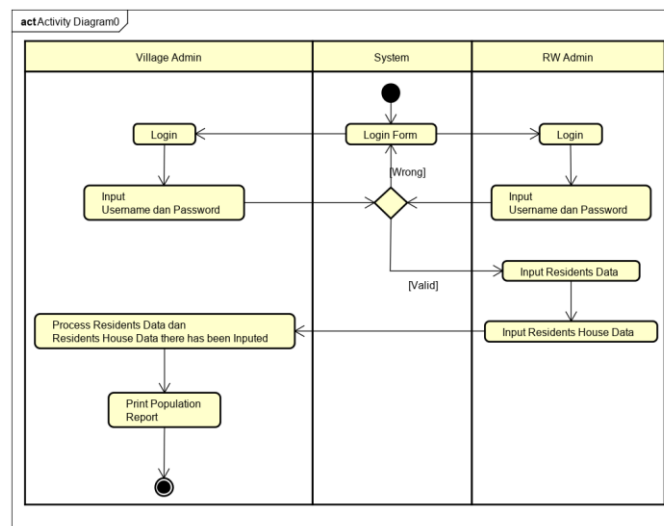 act Activity Diagram0
Village Admin
System
RW Admin
Login
Login Form
Login
[Wrong]
Input
Username dan Password
Input
Username dan Password
Input Residents Data
[Valid]
Process Residents Data dan
Residents House Data there has been Inputed
Input Residents House Data
Print Population
Report